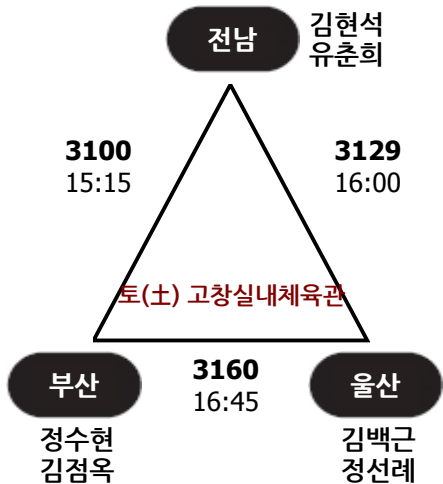 전남
김현석
유춘희
3100
15:15
3129
16:00
토(土) 고창실내체육관
부산
3160
16:45
울산
정수현
김점옥
김백근
정선례